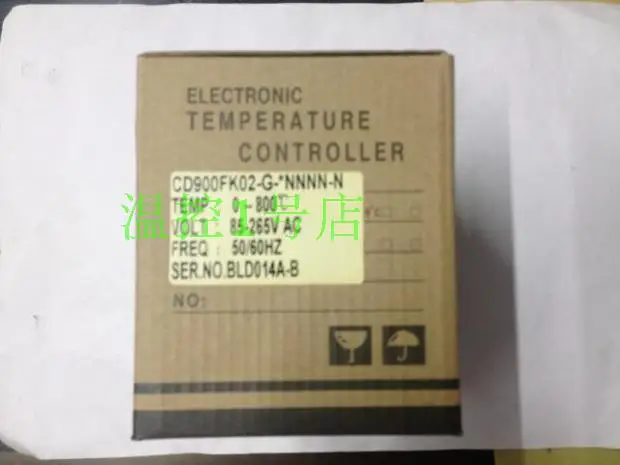 ELECTRONIC
TEMPERATURE
CONTROLLER
CD900FK02-G-*NNNN-N
TEMP: 0~800℃
VOLT: 85-265V AC
FREQ: 50/60HZ
SER.NO.BLD014A-B
NO:
温控1号店